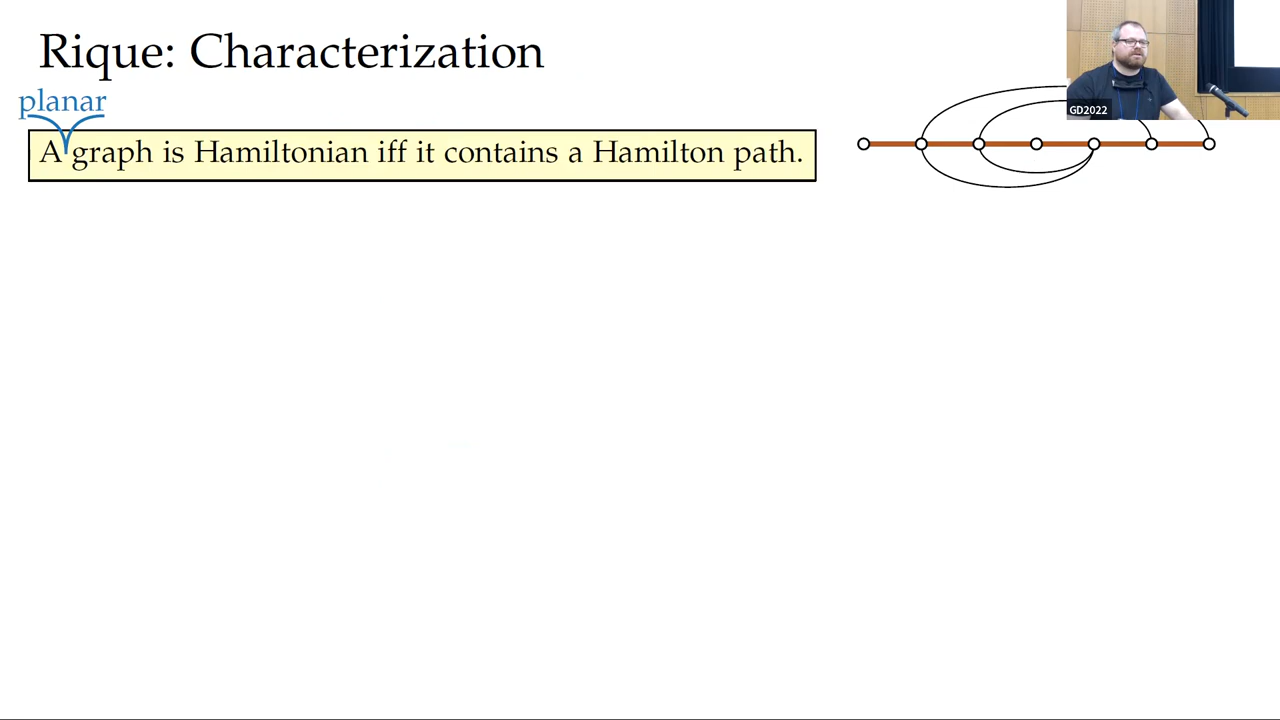 Rique: Characterization
planar
A graph is Hamiltonian iff it contains a Hamilton path.
GD2022